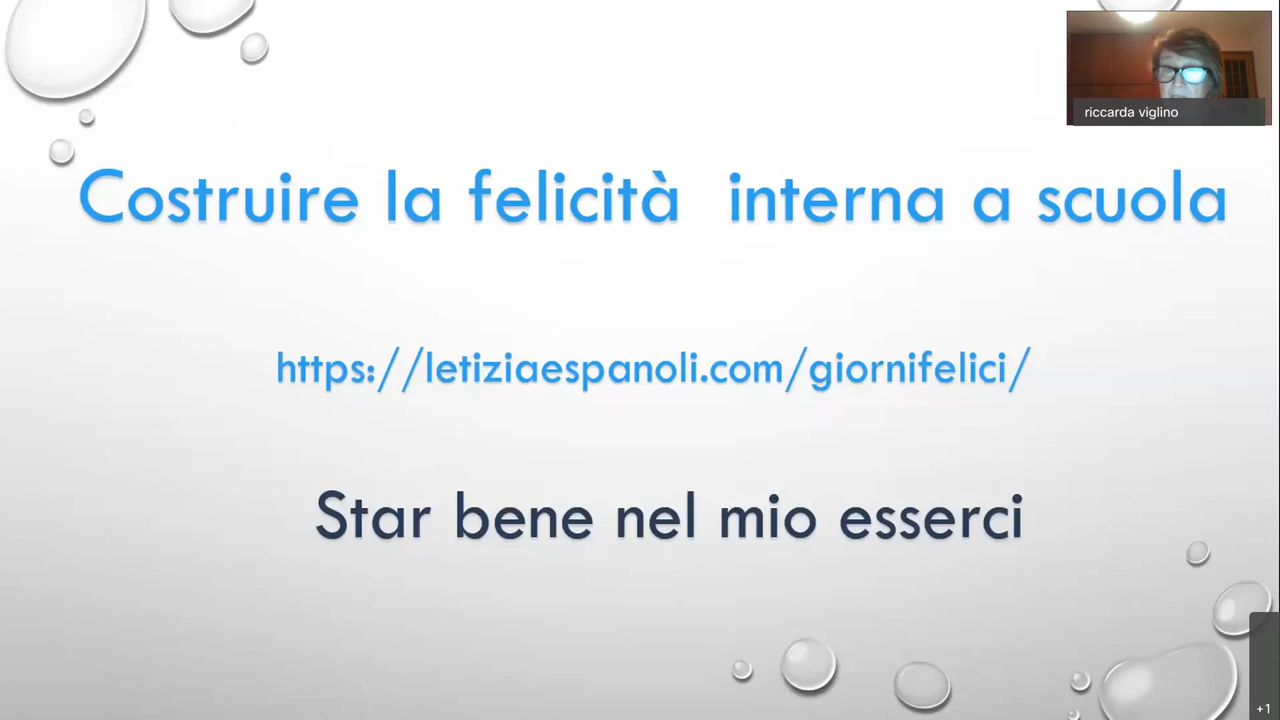 riccarda viglino
Costruire la felicità interna a scuola
https://letiziaespanoli.com/giornifelici/
Star bene nel mio esserci
+1